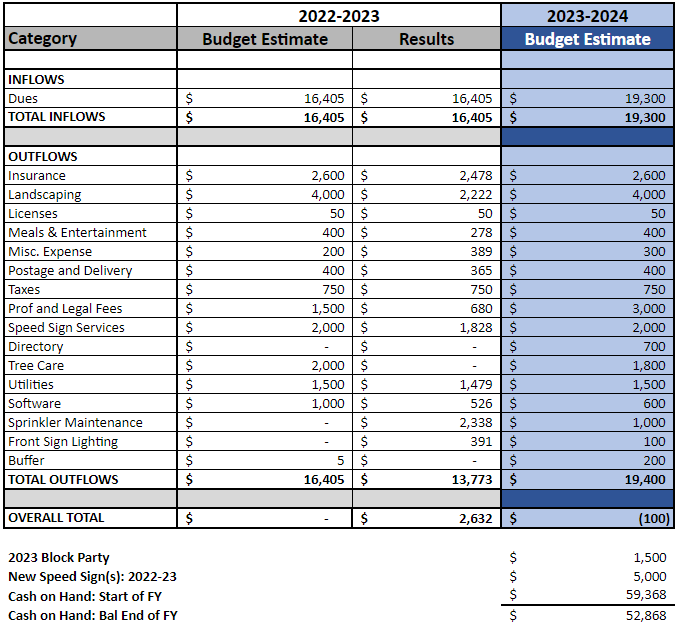 2022-2023 2023-2024
Category Budget Estimate Results Budget Estimate
INFLOWS
Dues $ 16,405 $ 16,405 $ 19,300
TOTAL INFLOWS $ 16,405 $ 16,405 $ 19,300
OUTFLOWS
Insurance $ 2,600 $ 2,478 $ 2,600
Landscaping $ 4,000 $ 2,222 $ 4,000
Licenses $ 50 $ 50 $ 50
Meals & Entertainment $ 400 $ 278 $ 400
Misc. Expense $ 200 $ 389 $ 300
Postage and Delivery $ 400 $ 365 $ 400
Taxes $ 750 $ 750 $ 750
Prof and Legal Fees $ 1,500 $ 680 $ 3,000
Speed Sign Services $ 2,000 $ 1,828 $ 2,000
Directory $ - $ - $ 700
Tree Care $ 2,000 $ - $ 1,800
Utilities $ 1,500 $ 1,479 $ 1,500
Software $ 1,000 $ 526 $ 600
Sprinkler Maintenance $ - $ 2,338 $ 1,000
Front Sign Lighting $ - $ 391 $ 100
Buffer $ 5 $ - $ 200
TOTAL OUTFLOWS $ 16,405 $ 13,773 $ 19,400
OVERALL TOTAL $ - $ 2,632 $ (100)
2023 Block Party $ 1,500
New Speed Sign(s): 2022-23 $ 5,000
Cash on Hand: Start of FY $ 59,368
Cash on Hand: Bal End of FY $ 52,868